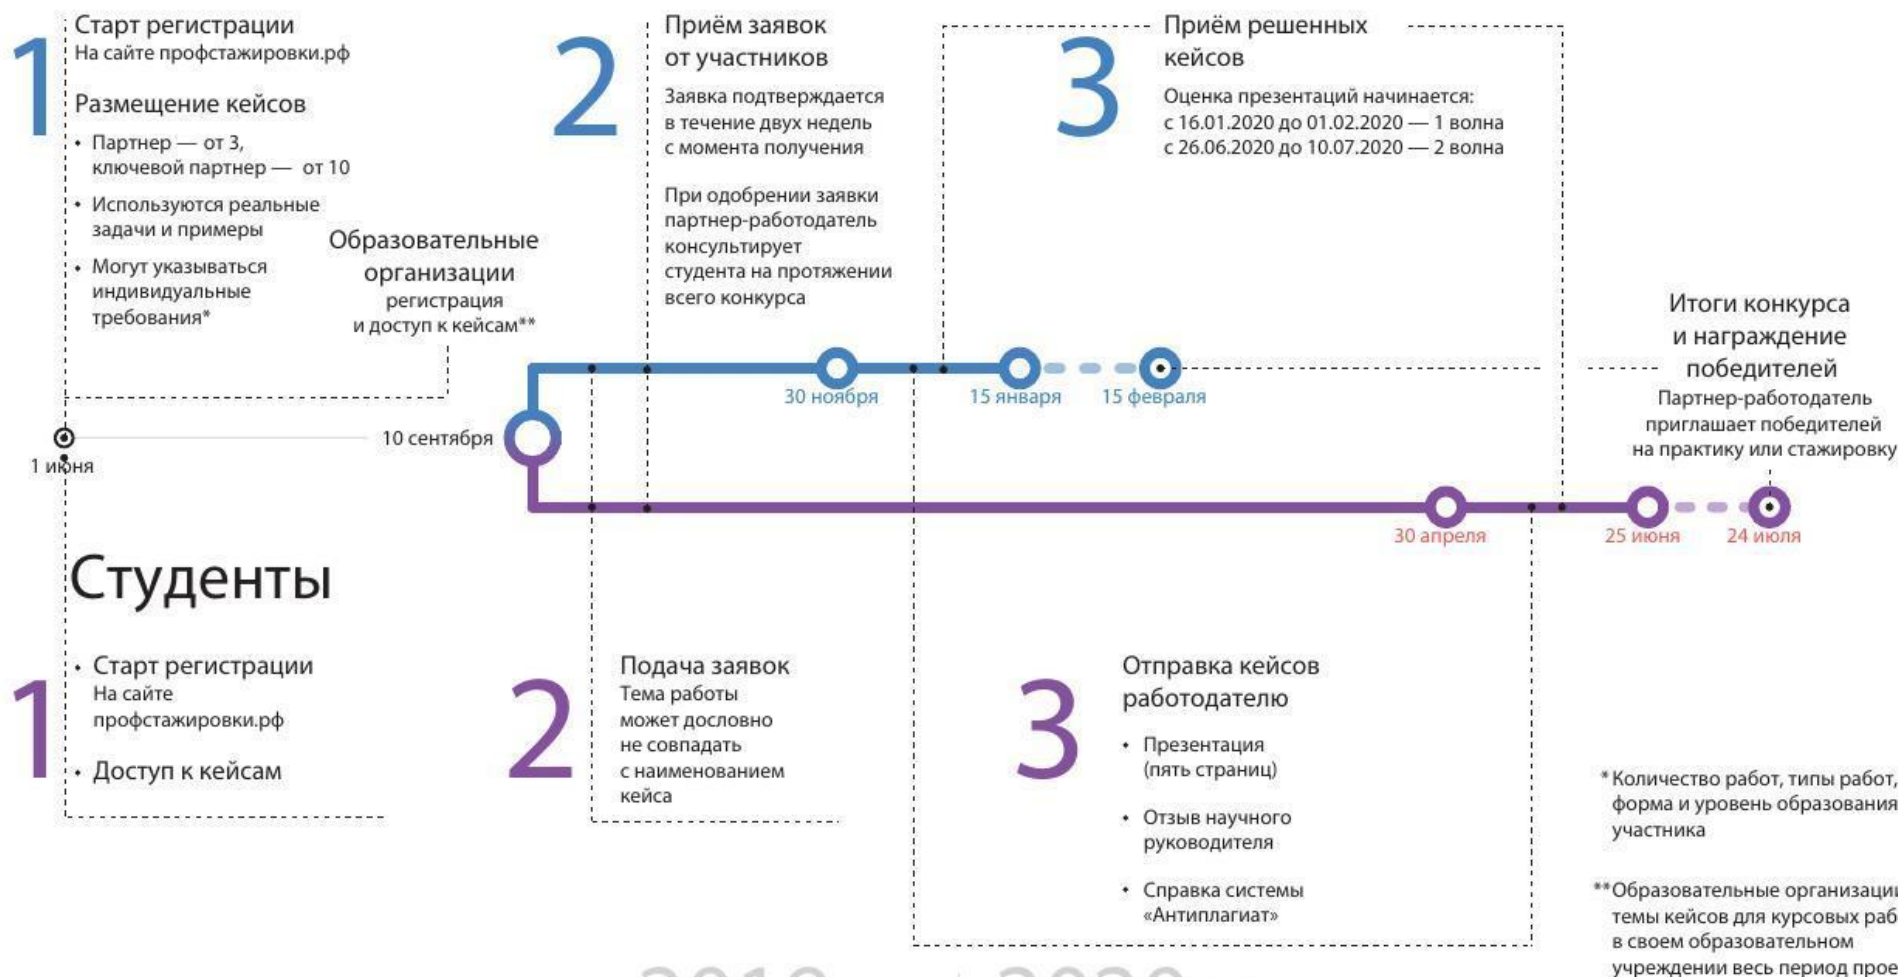 1
Старт регистрации
На сайте профстажировки.рф
Размещение кейсов
• Партнер — от 3,
ключевой партнер — от 10
• Используются реальные
задачи и примеры
• Могут указываться
индивидуальные
требования*
Образовательные
организации
регистрация
и доступ к кейсам**
2
Приём заявок
от участников
Заявка подтверждается
в течение двух недель
с момента получения
При одобрении заявки
партнер-работодатель
консультирует
студента на протяжении
всего конкурса
3
Приём решенных
кейсов
Оценка презентаций начинается:
с 16.01.2020 до 01.02.2020 — 1 волна
с 26.06.2020 до 10.07.2020 — 2 волна
Итоги конкурса
и награждение
победителей
Партнер-работодатель
приглашает победителей
на практику или стажировку
30 ноября
15 января
15 февраля
10 сентября
1 июня
30 апреля
25 июня
24 июля
Студенты
1
• Старт регистрации
На сайте
профстажировки.рф
• Доступ к кейсам
2
Подача заявок
Тема работы
может дословно
не совпадать
с наименованием
кейса
3
Отправка кейсов
работодателю
• Презентация
(пять страниц)
• Отзыв научного
руководителя
• Справка системы
«Антиплагиат»
* Количество работ, типы работ,
форма и уровень образования
участника
**Образовательные организации
темы кейсов для курсовых
в своем образовательном
учреждении весь период